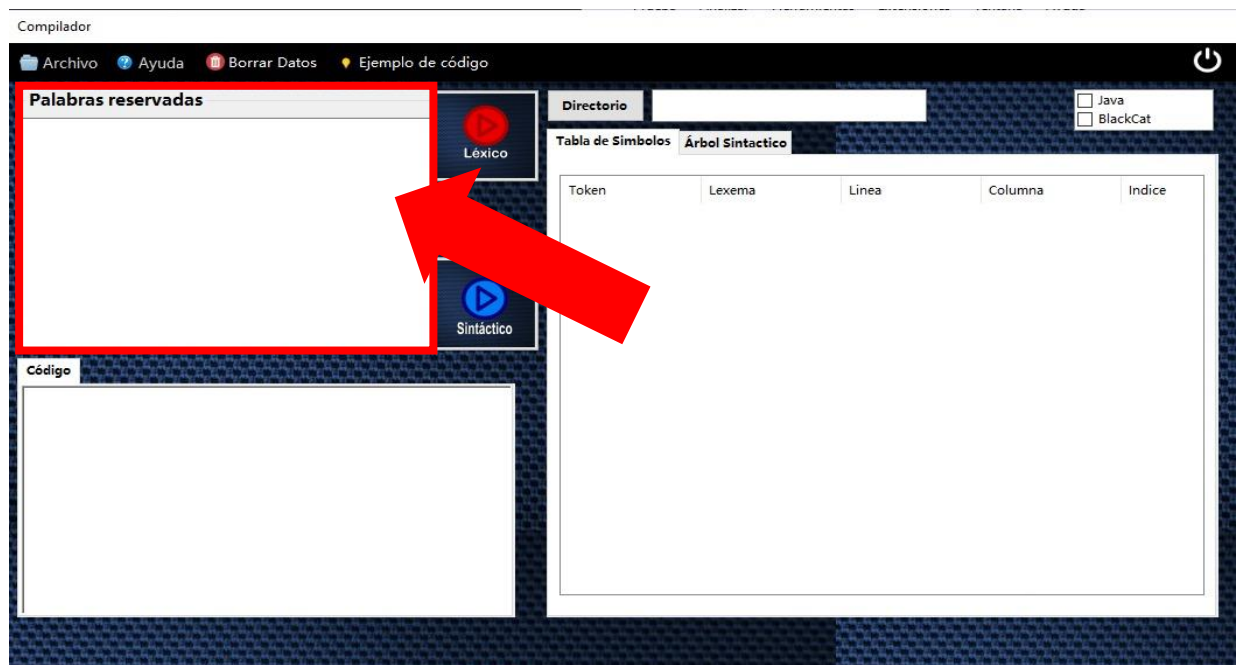 Compilador
Archivo Ayuda Borrar Datos Ejemplo de código
Palabras reservadas
Léxico
Sintáctico
Código
Directorio
Java
BlackCat
Tabla de Simbolos Árbol Sintactico
Token Lexema Linea Columna Indice